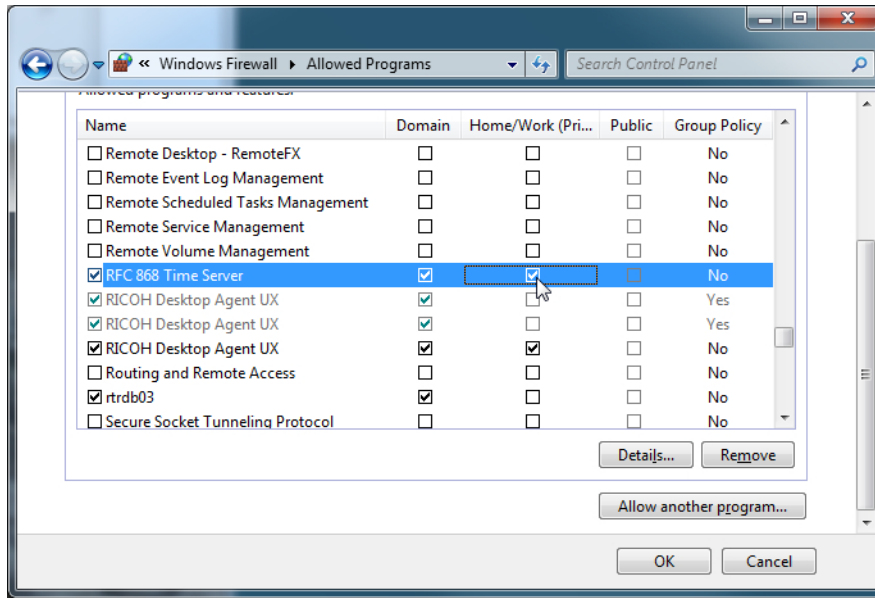 « Windows Firewall ▸ Allowed Programs
Search Control Panel
Allowed programs and features:
Name Domain Home/Work (Pri... Public Group Policy
Remote Desktop - RemoteFX No
Remote Event Log Management No
Remote Scheduled Tasks Management No
Remote Service Management No
Remote Volume Management No
RFC 868 Time Server No
RICOH Desktop Agent UX Yes
RICOH Desktop Agent UX Yes
RICOH Desktop Agent UX No
Routing and Remote Access No
rtrdb03 No
Secure Socket Tunneling Protocol No
Details... Remove
Allow another program...
OK Cancel